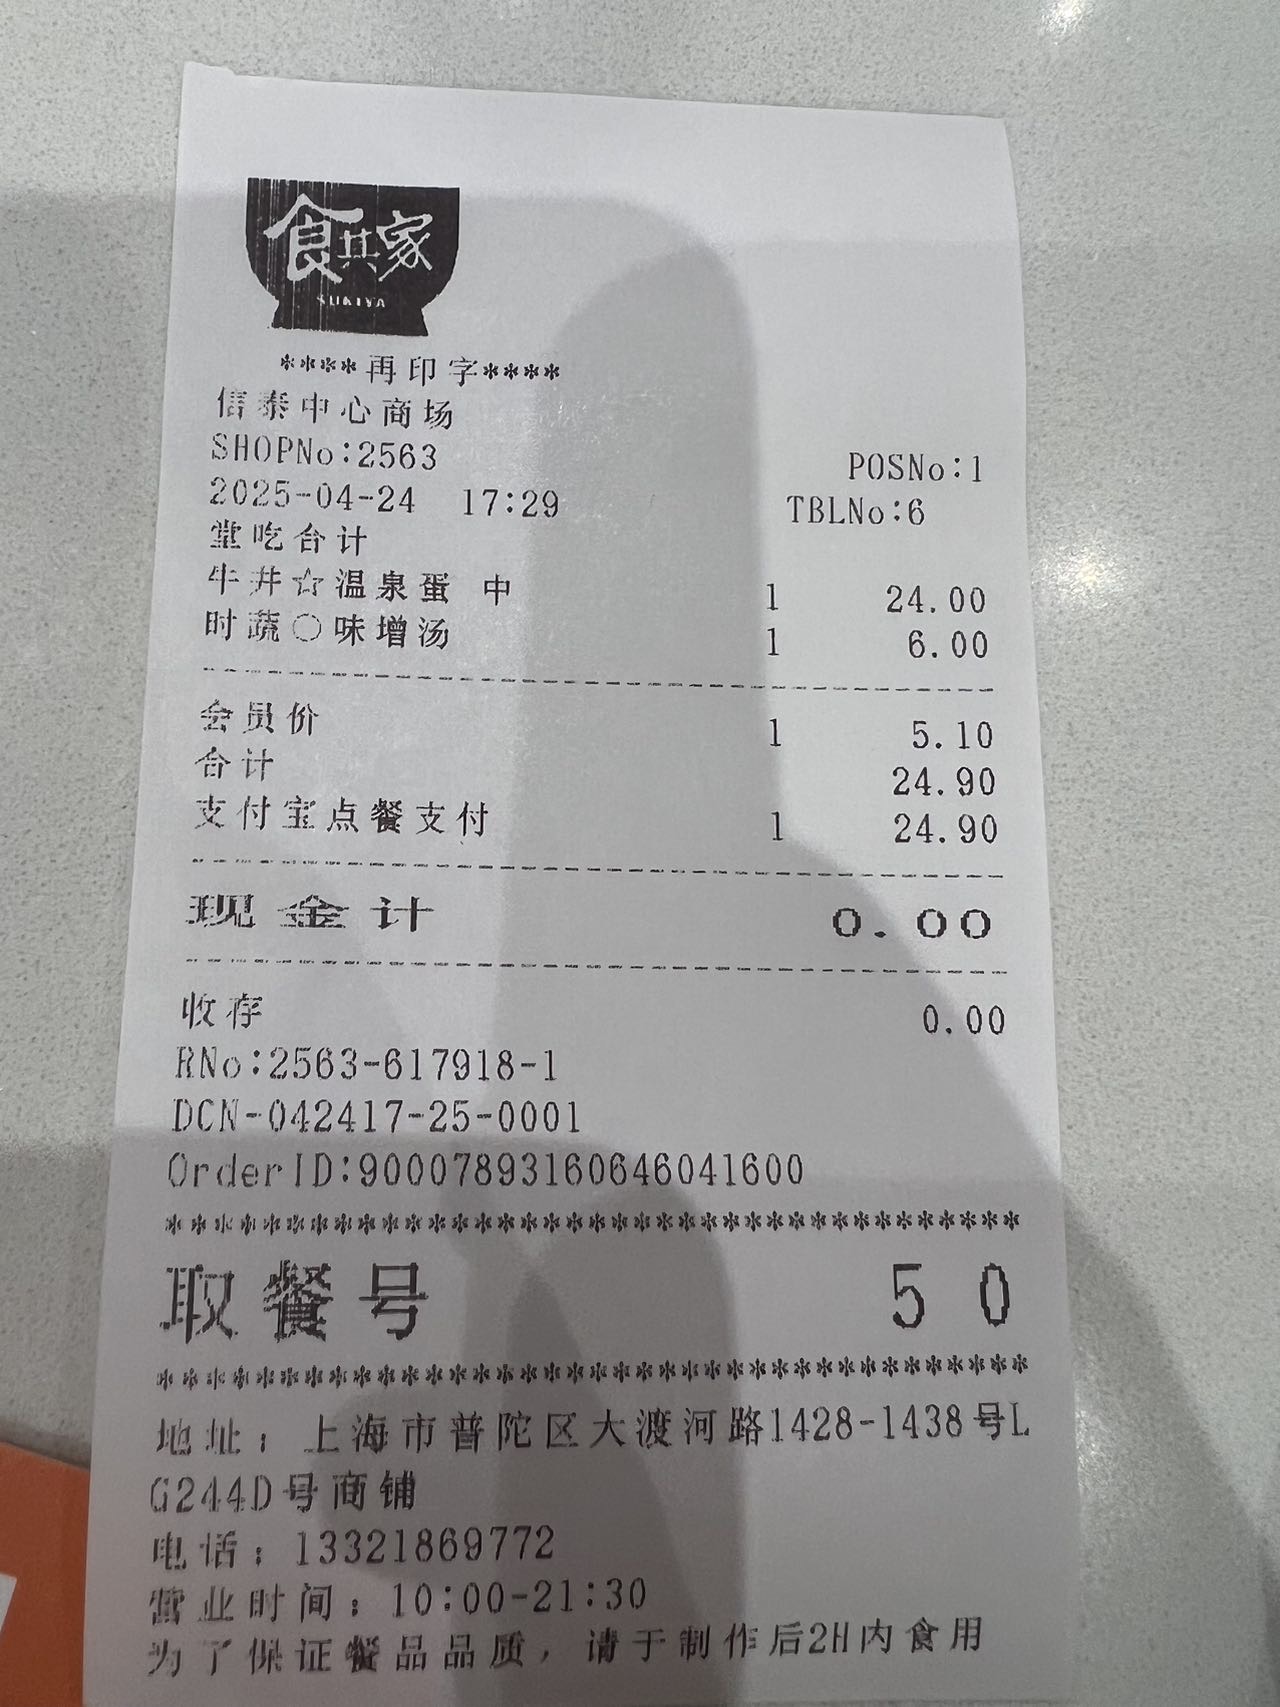 食其家
SUKIYA
****再印字****
信泰中心商场
SHOPNo:2563 POSNo:1
2025-04-24 17:29 TBLNo:6
堂吃合计
牛丼☆温泉蛋 中 1 24.00
时蔬○味增汤 1 6.00
会员价 1 5.10
合计 24.90
支付宝点餐支付 1 24.90
现金计 0.00
收存 0.00
RNo:2563-617918-1
DCN-042417-25-0001
OrderID:90007893160646041600
取餐号 50
地址：上海市普陀区大渡河路1428-1438号L
G244D号商铺
电话：13321869772
营业时间：10:00-21:30
为了保证餐品品质，请于制作后2H内食用